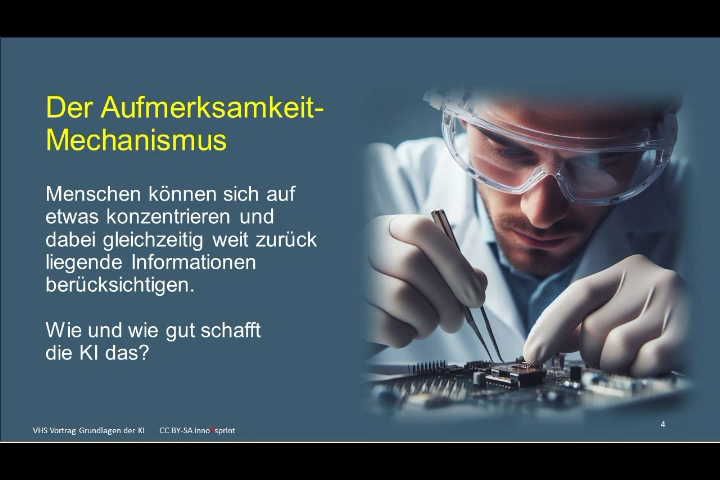 Der Aufmerksamkeit-
Mechanismus
Menschen können sich auf
etwas konzentrieren und
dabei gleichzeitig weit zurück
liegende Informationen
berücksichtigen.
Wie und wie gut schafft
die KI das?
VHS Vortrag Grundlagen der KI CC BY-SA Inno²sprint
4